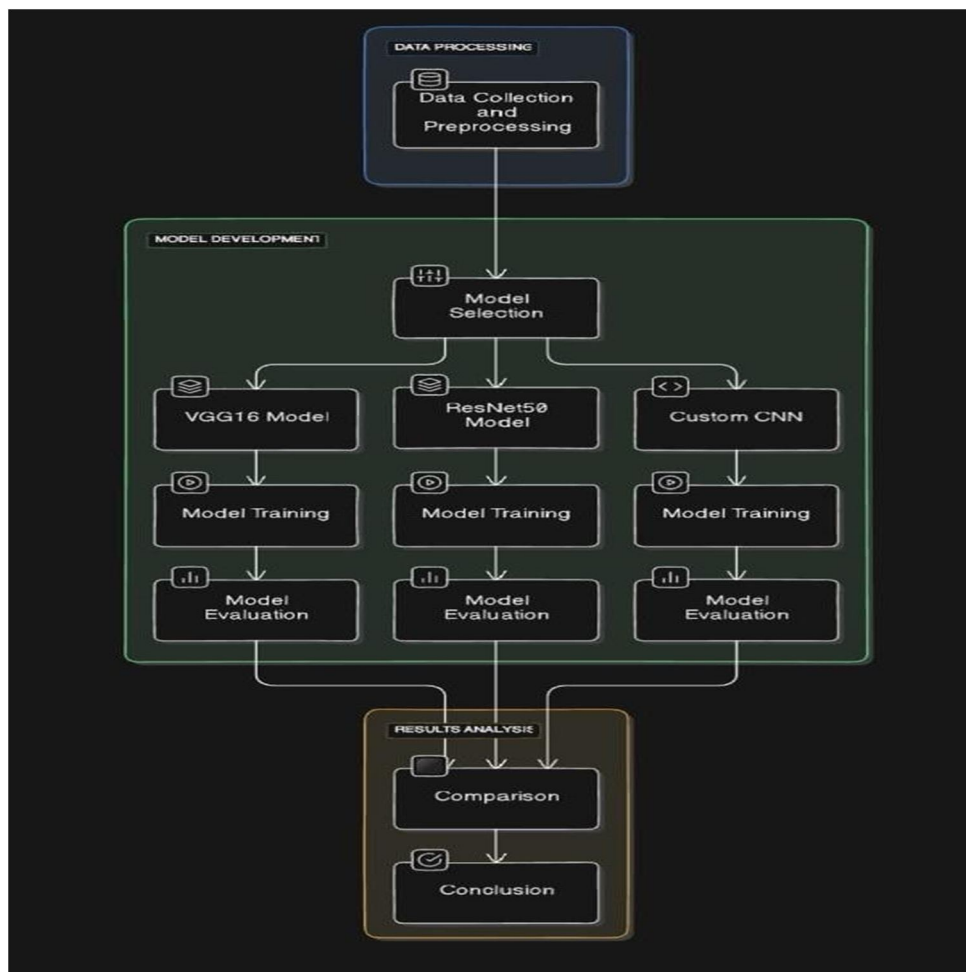 DATA PROCESSING
Data Collection
and
Preprocessing
MODEL DEVELOPMENT
Model
Selection
VGG16 Model
ResNet50
Model
Custom CNN
Model Training
Model Training
Model Training
Model
Evaluation
Model
Evaluation
Model
Evaluation
RESULTS ANALYSIS
Comparison
Conclusion